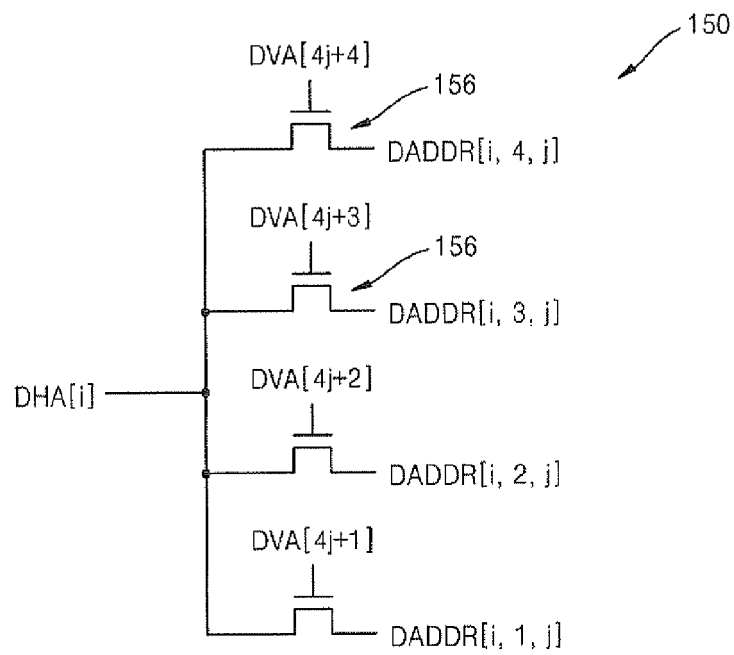 150
DVA[4j+4]
156
DADDR[i, 4, j]
DVA[4j+3]
156
DADDR[i, 3, j]
DVA[4j+2]
DHA[i]
DADDR[i, 2, j]
DVA[4j+1]
DADDR[i, 1, j]